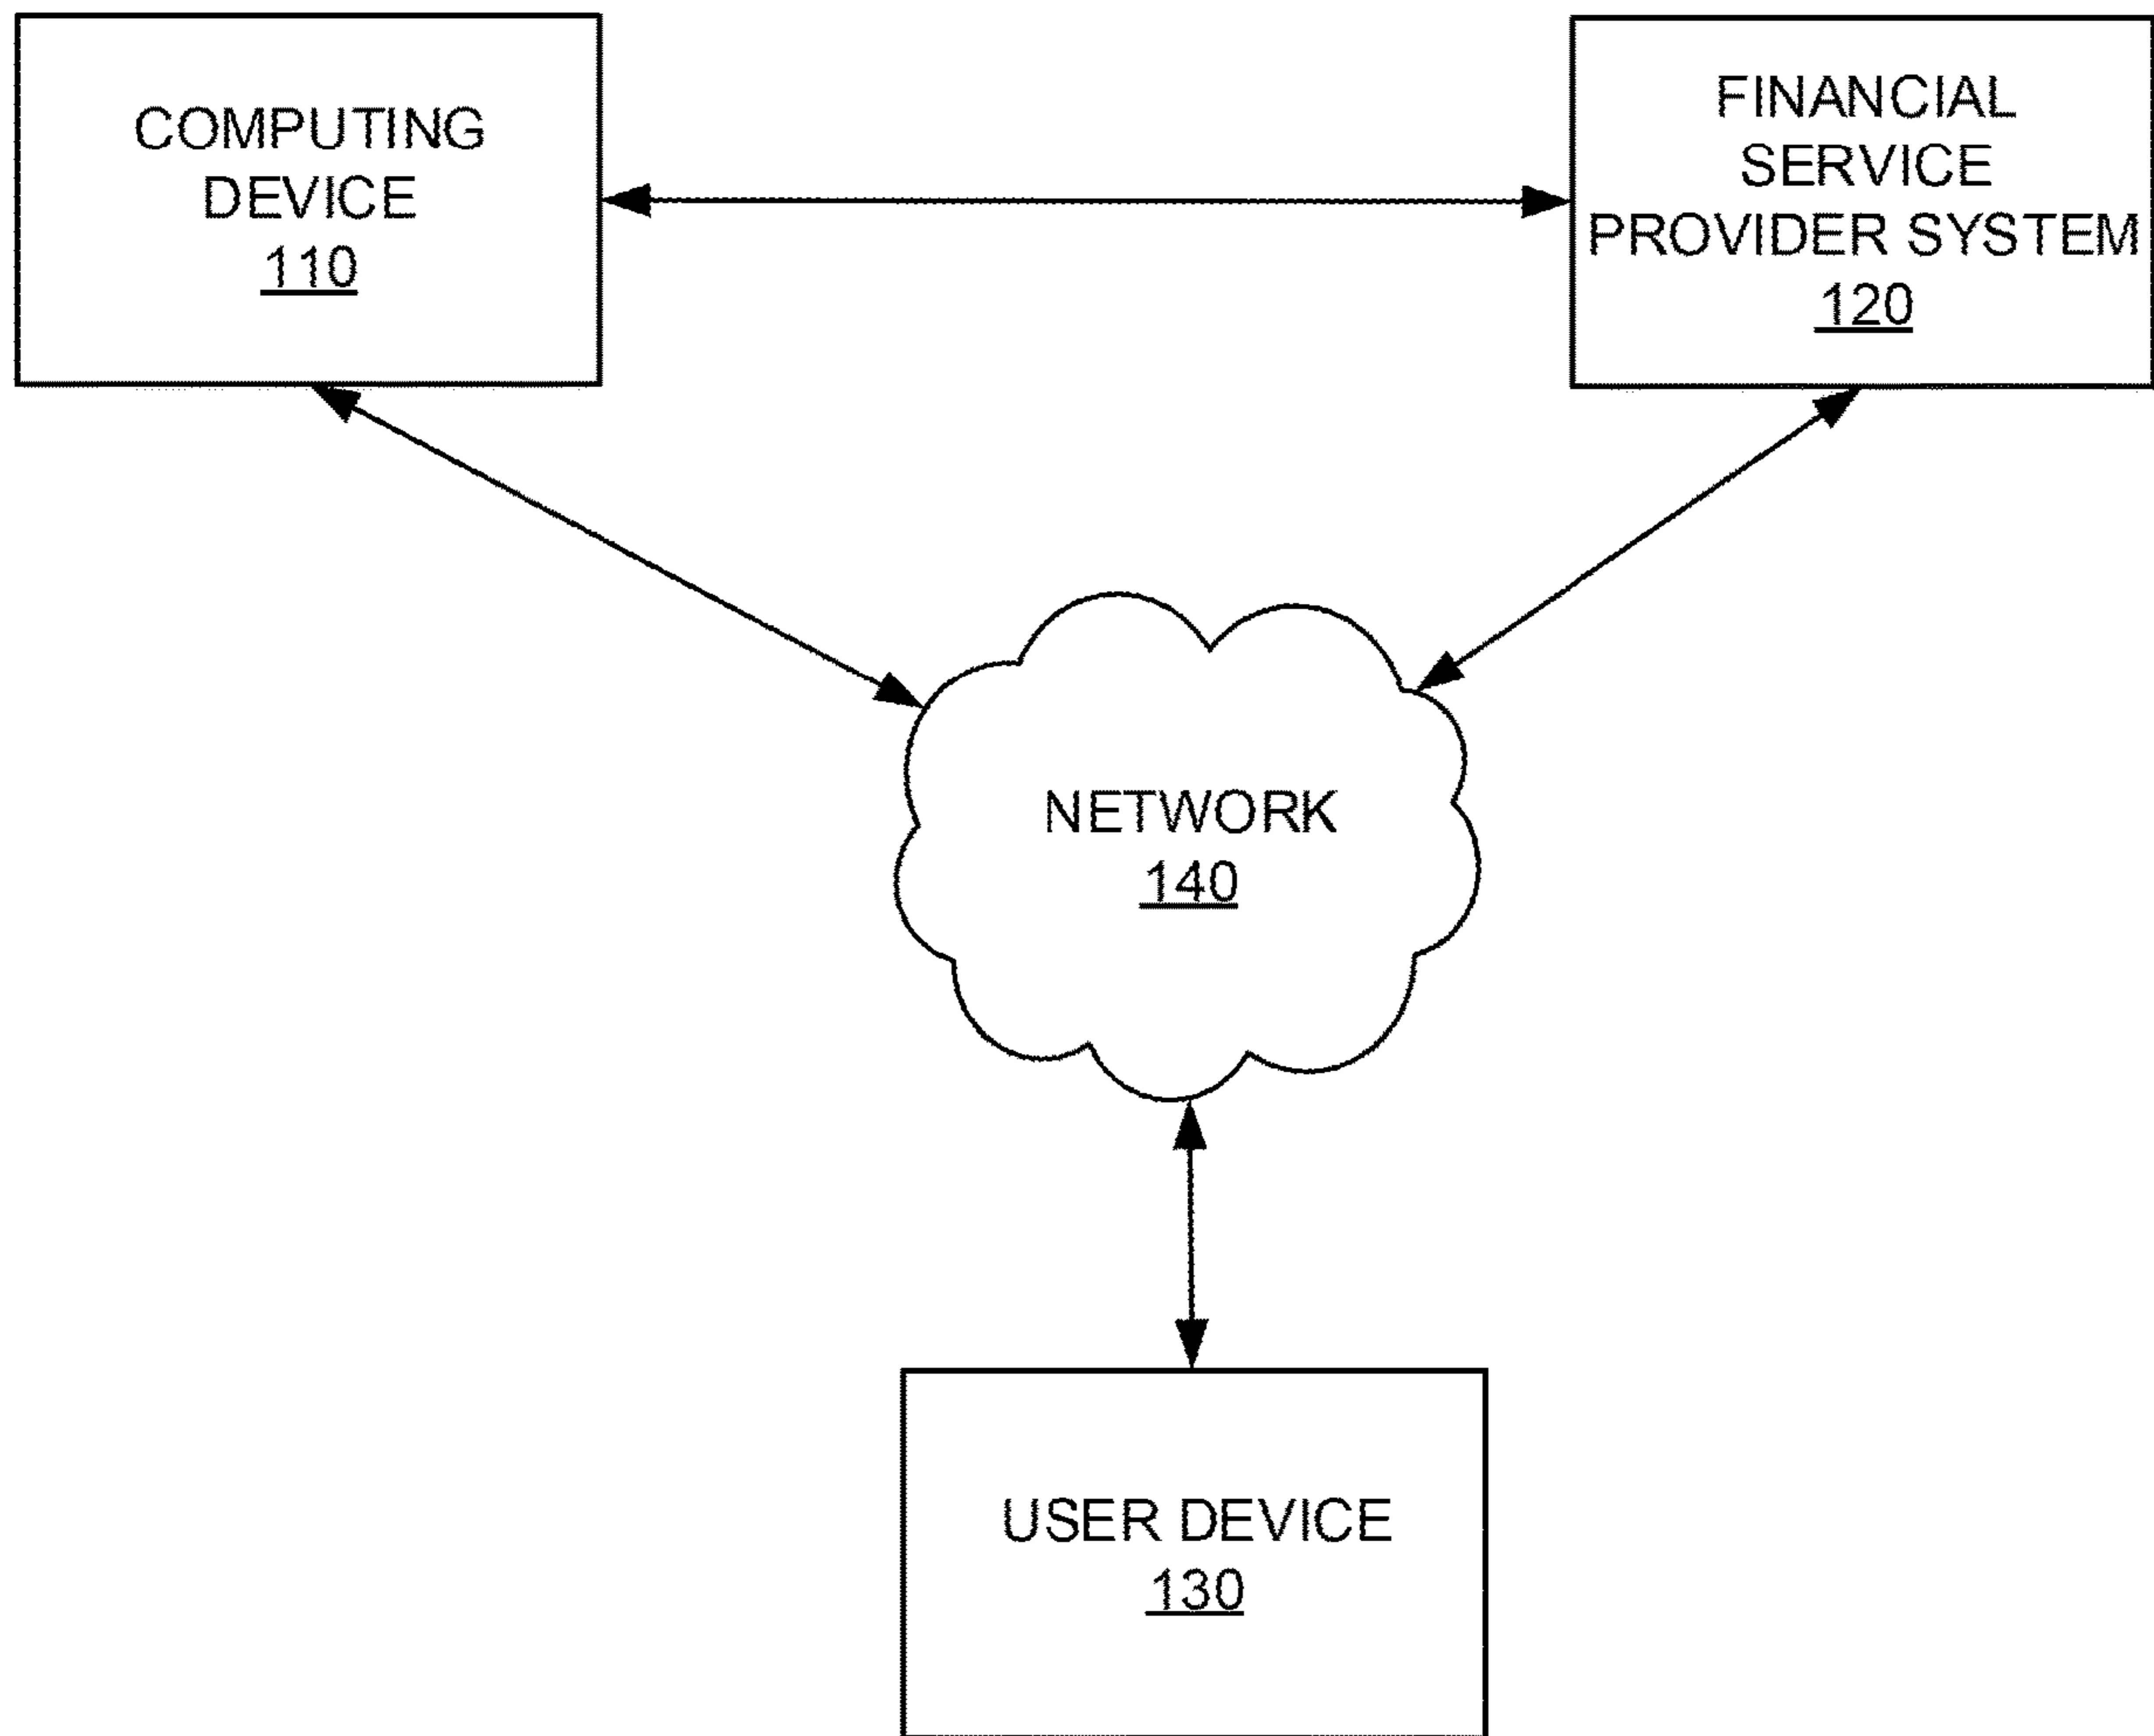 COMPUTING
DEVICE
110
FINANCIAL
SERVICE
PROVIDER SYSTEM
120
NETWORK
140
USER DEVICE
130